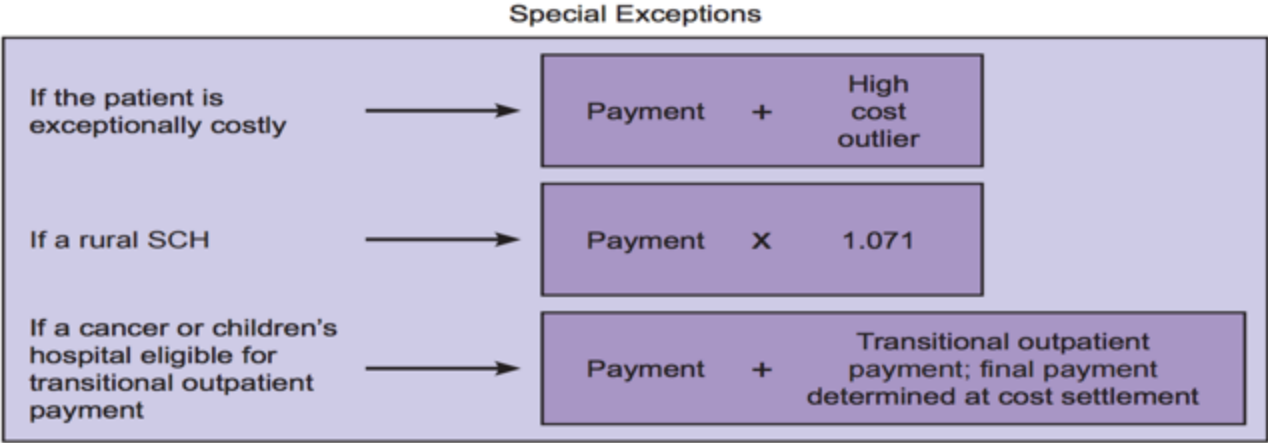 Special Exceptions
If the patient is
exceptionally costly
Payment + High
cost
outlier
If a rural SCH
Payment X 1.071
If a cancer or children's
hospital eligible for
transitional outpatient
payment
Payment + Transitional outpatient
payment; final payment
determined at cost settlement